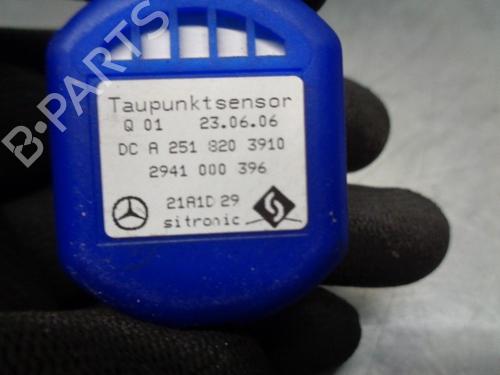 B-PARTS
Taupunktsensor
Q 01 23.06.06
DC A 251 820 3910
2941 000 396
21A1D 29
sitronic